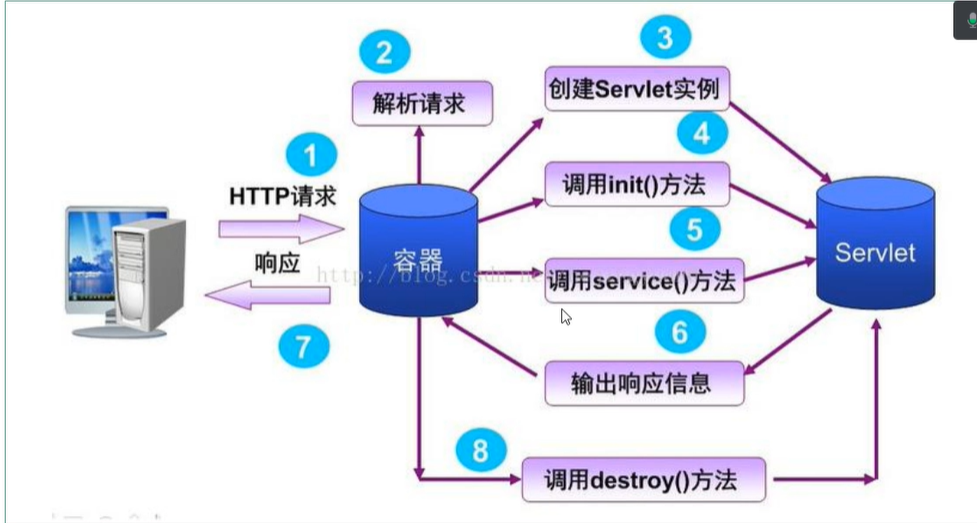 1
HTTP请求
2
解析请求
3
创建Servlet实例
4
调用init()方法
5
调用service()方法
6
输出响应信息
7
响应
8
调用destroy()方法
容器
Servlet
http://blog.csdn.ne